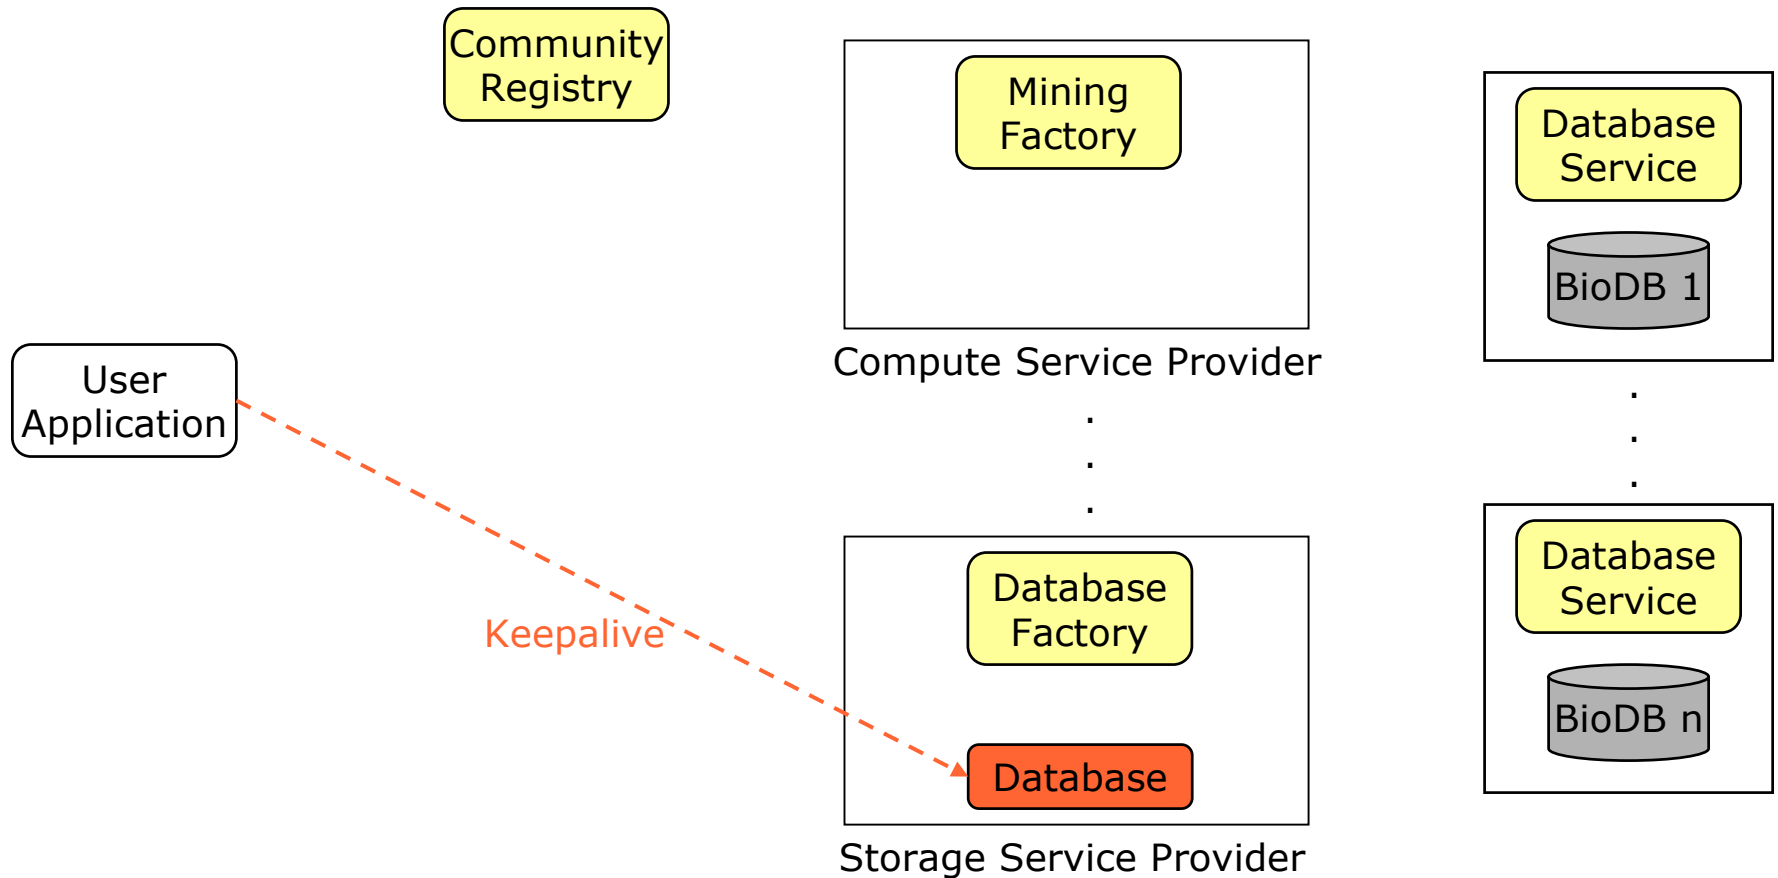 Community
Registry
Mining
Factory
Database
Service
BioDB 1
Compute Service Provider
User
Application
.
.
.
.
.
.
Keepalive
Database
Factory
Database
Storage Service Provider
Database
Service
BioDB n